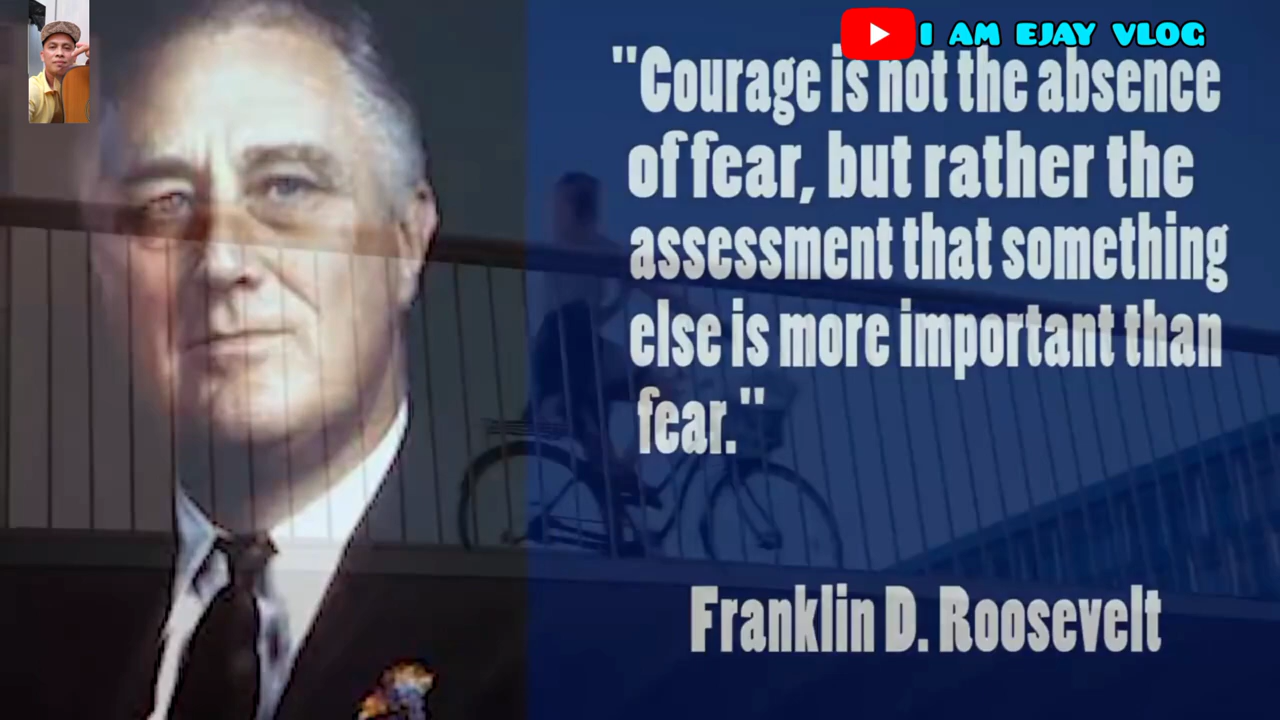 I AM EJAY VLOG
"Courage is not the absence
of fear, but rather the
assessment that something
else is more important than
fear."
Franklin D. Roosevelt